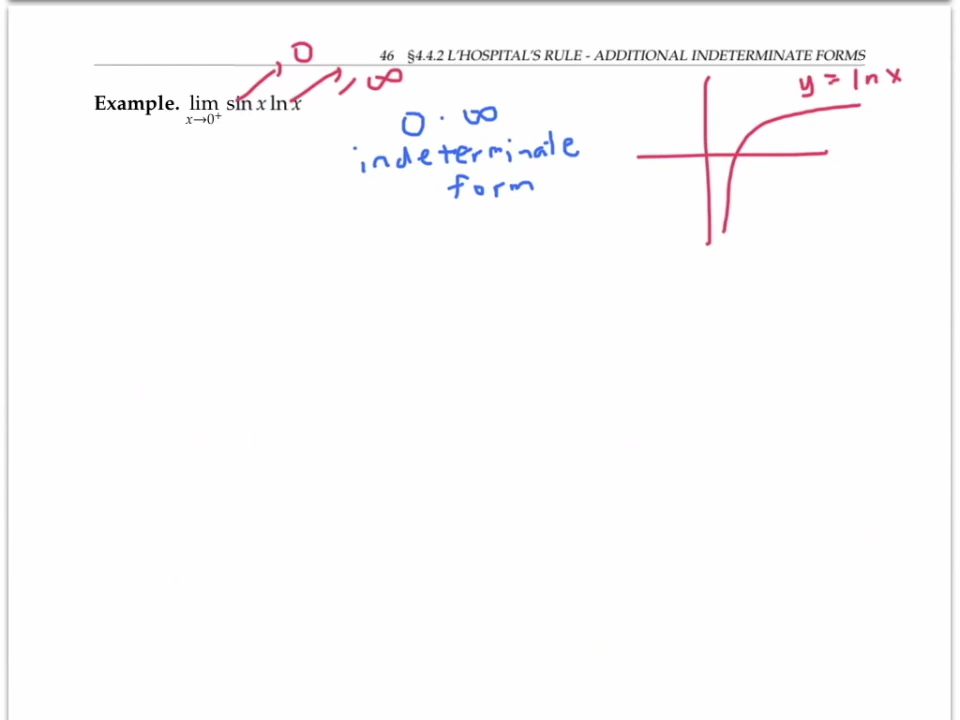 46 §4.4.2 L'HOSPITAL'S RULE - ADDITIONAL INDETERMINATE FORMS
0
-∞
y = ln x
Example. lim x→0⁺ sin x ln x
0 · ∞
indeterminate
form